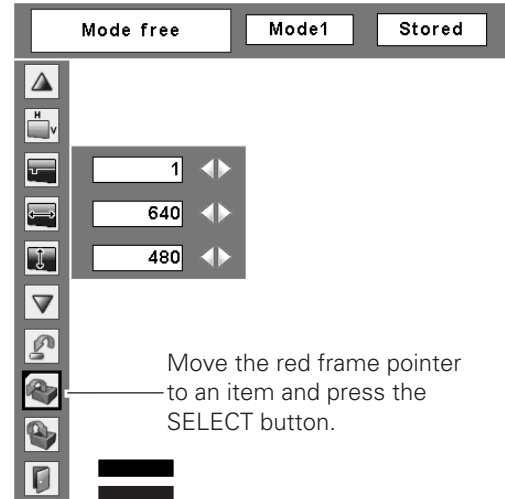 Mode free
Mode1
Stored
H
V
1
640
480
Move the red frame pointer
to an item and press the
SELECT button.